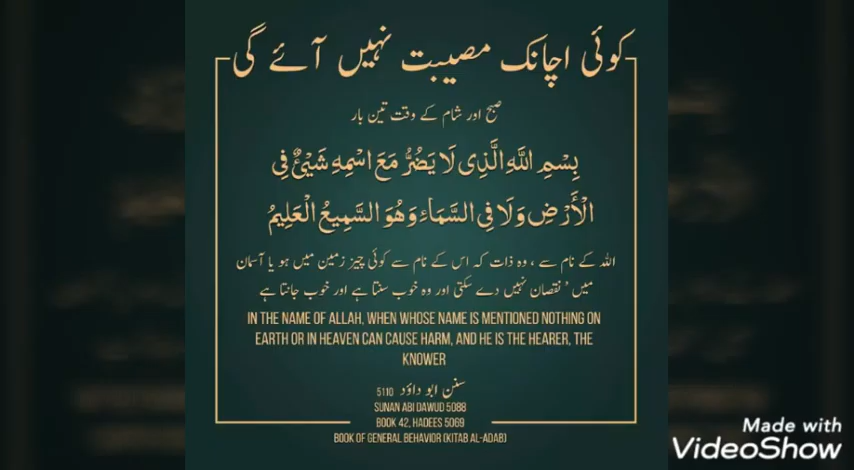 کوئی اچانک مصیبت نہیں آئے گی
صبح اور شام کے وقت تین بار
بِسْمِ اللَّهِ الَّذِي لَا يَضُرُّ مَعَ اسْمِهِ شَيْئٌ فِي
الْأَرْضِ وَلَا فِي السَّمَاءِ وَهُوَ السَّمِيعُ الْعَلِيمُ
اللہ کے نام سے ، وہ ذات کہ اس کے نام سے کوئی چیز زمین میں ہو یا آسمان
میں ' نقصان نہیں دے سکتی اور وہ خوب سنتا ہے اور خوب جانتا ہے
IN THE NAME OF ALLAH, WHEN WHOSE NAME IS MENTIONED NOTHING ON
EARTH OR IN HEAVEN CAN CAUSE HARM, AND HE IS THE HEARER, THE
KNOWER
سنن ابو داؤد 5110
SUNAN ABI DAWUD 5088
BOOK 42, HADEES 5069
BOOK OF GENERAL BEHAVIOR (KITAB AL-ADAB)
Made with
VideoShow